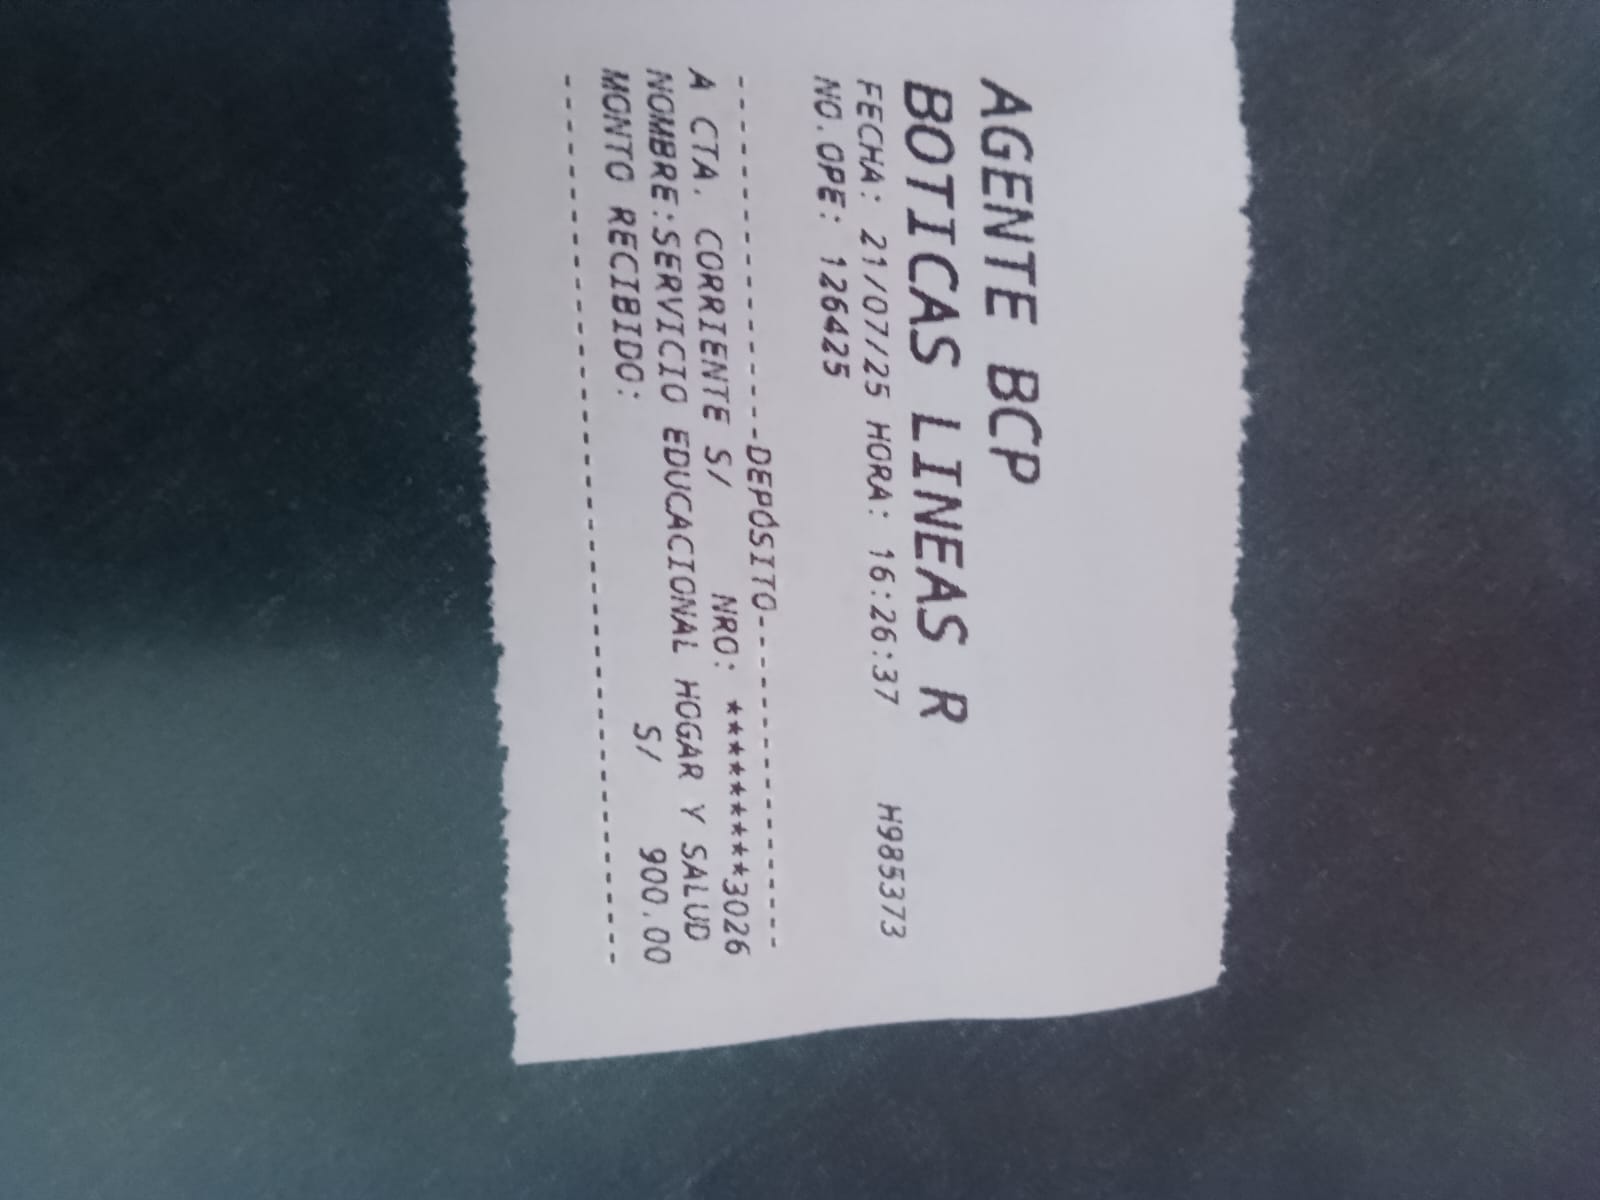 AGENTE BCP
BOTICAS LINEAS R
FECHA: 21/07/25 HORA: 16:26:37 H985373
NO.OPE: 126425
--------------------DEPÓSITO--------------------
A CTA. CORRIENTE S/ NRO: **********3026
NOMBRE:SERVICIO EDUCACIONAL HOGAR Y SALUD
MONTO RECIBIDO: S/ 900.00
------------------------------------------------